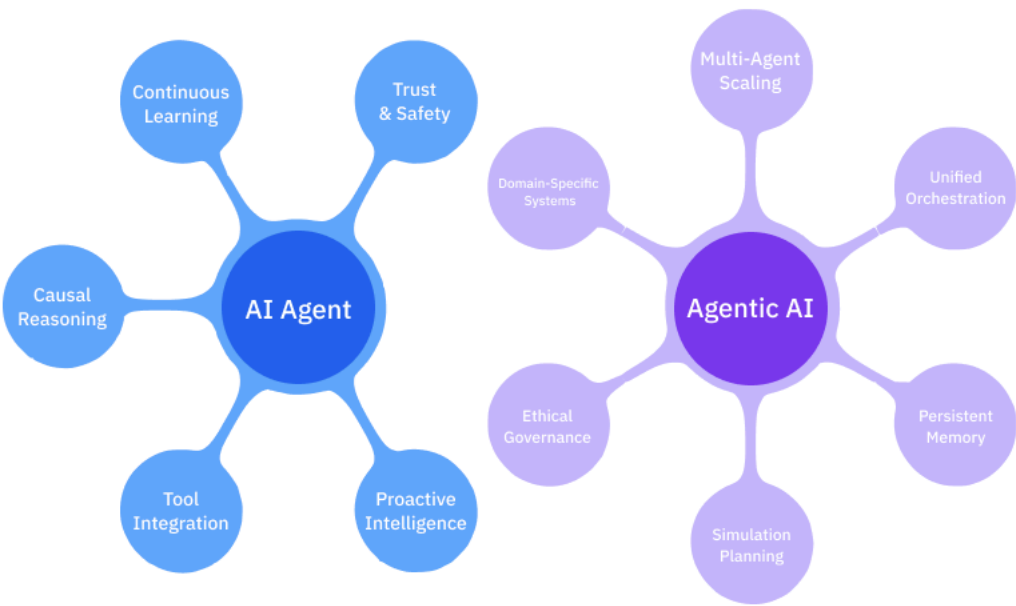 Continuous
Learning
Trust
& Safety
Causal
Reasoning
AI Agent
Tool
Integration
Proactive
Intelligence
Multi-Agent
Scaling
Domain-Specific
Systems
Unified
Orchestration
Agentic AI
Ethical
Governance
Persistent
Memory
Simulation
Planning